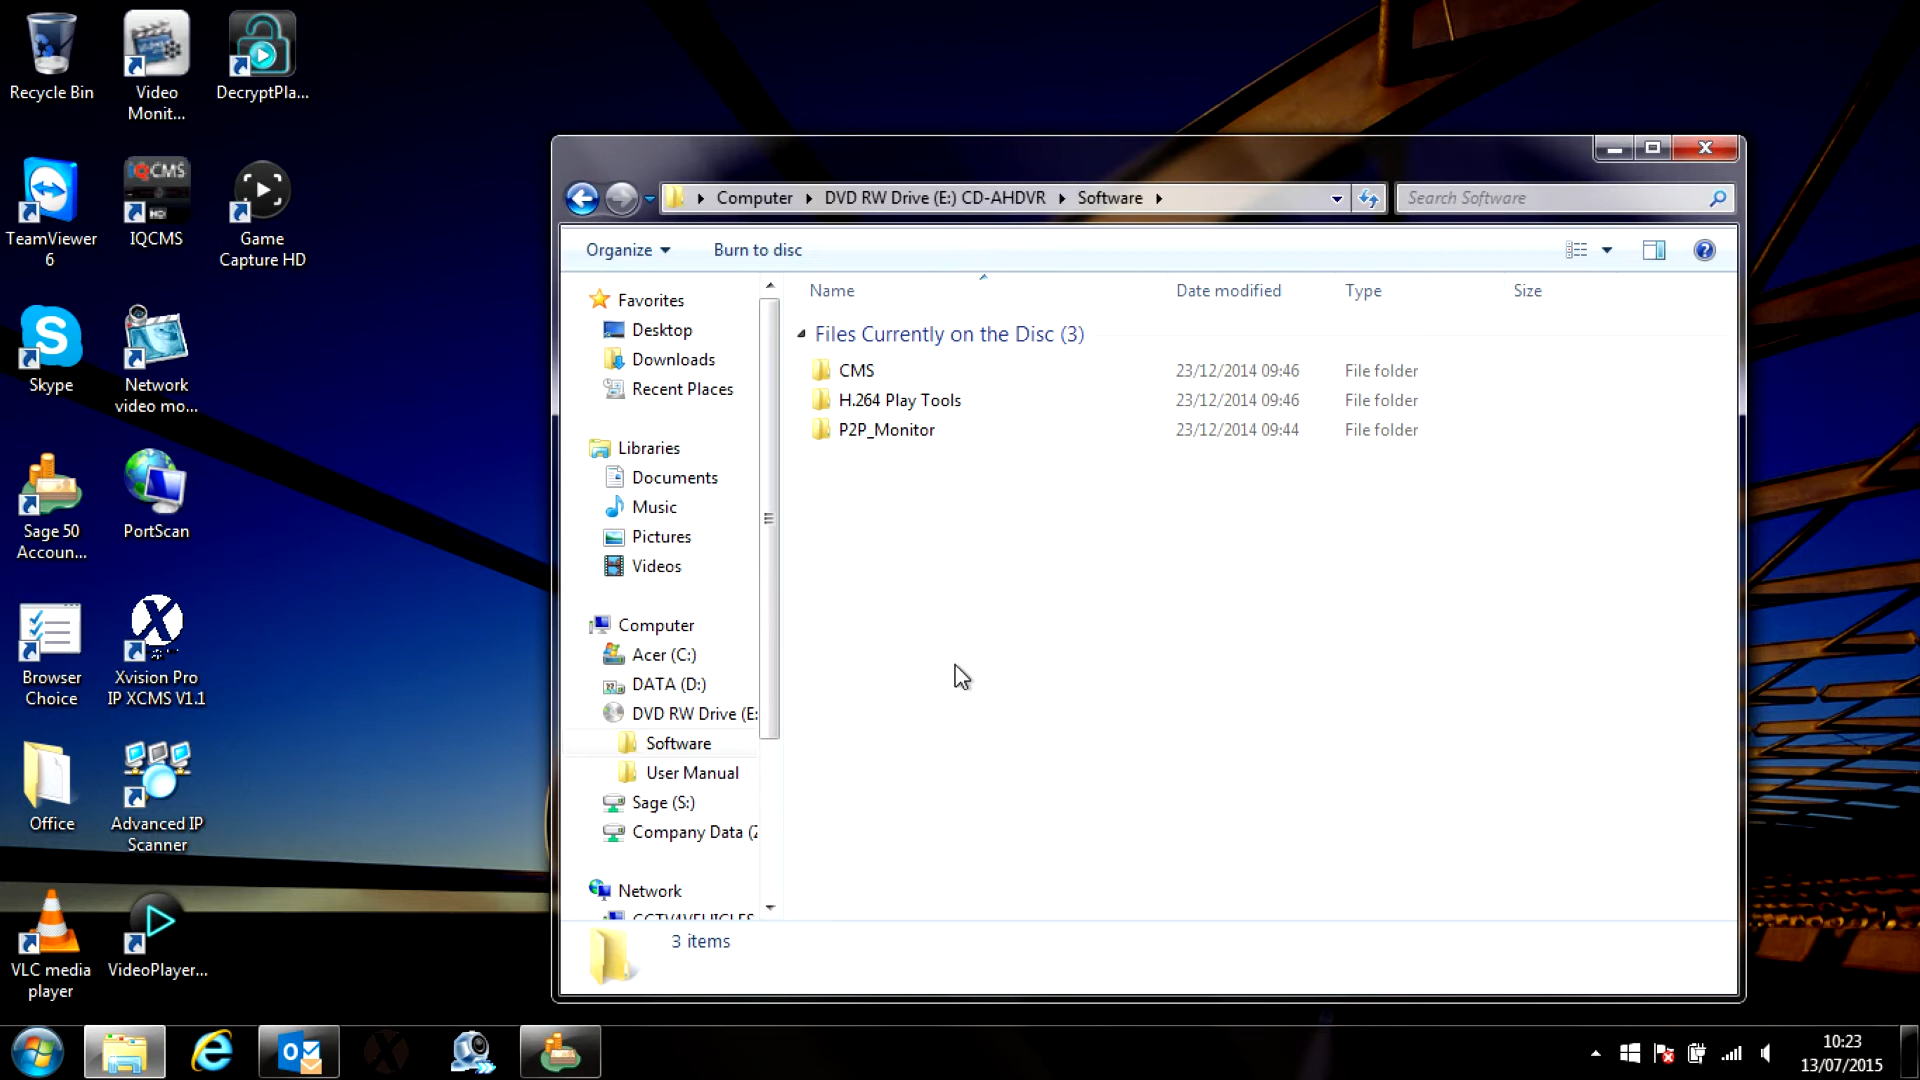 Recycle Bin
Video
Monit...
DecryptPla...
TeamViewer
6
IQCMS
IQCMS
HD
Game
Capture HD
Skype
Network
video mo...
Sage 50
Accoun...
PortScan
Browser
Choice
Xvision Pro
IP XCMS V1.1
Office
Advanced IP
Scanner
VLC media
player
VideoPlayer...
Computer
DVD RW Drive (E:) CD-AHDVR
Software
Search Software
Organize
Burn to disc
Favorites
Desktop
Downloads
Recent Places
Libraries
Documents
Music
Pictures
Videos
Computer
Acer (C:)
DATA (D:)
DVD RW Drive (E:
Software
User Manual
Sage (S:)
Company Data (Z
Network
CCTV4VEHICLES
Name Date modified Type Size
Files Currently on the Disc (3)
CMS 23/12/2014 09:46 File folder
H.264 Play Tools 23/12/2014 09:46 File folder
P2P_Monitor 23/12/2014 09:44 File folder
3 items
10:23
13/07/2015